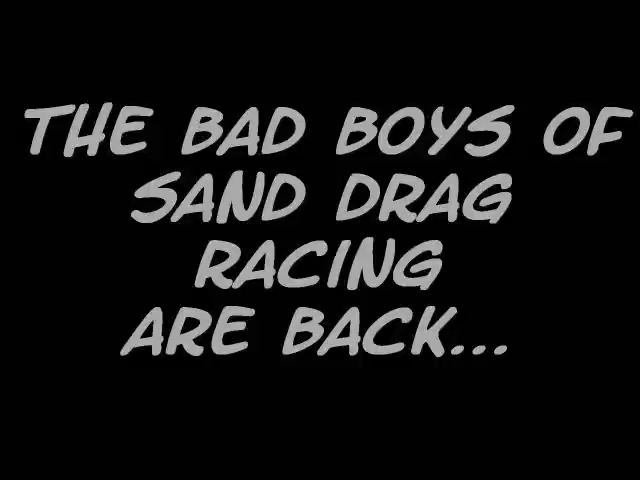 THE BAD BOYS OF
SAND DRAG
RACING
ARE BACK...